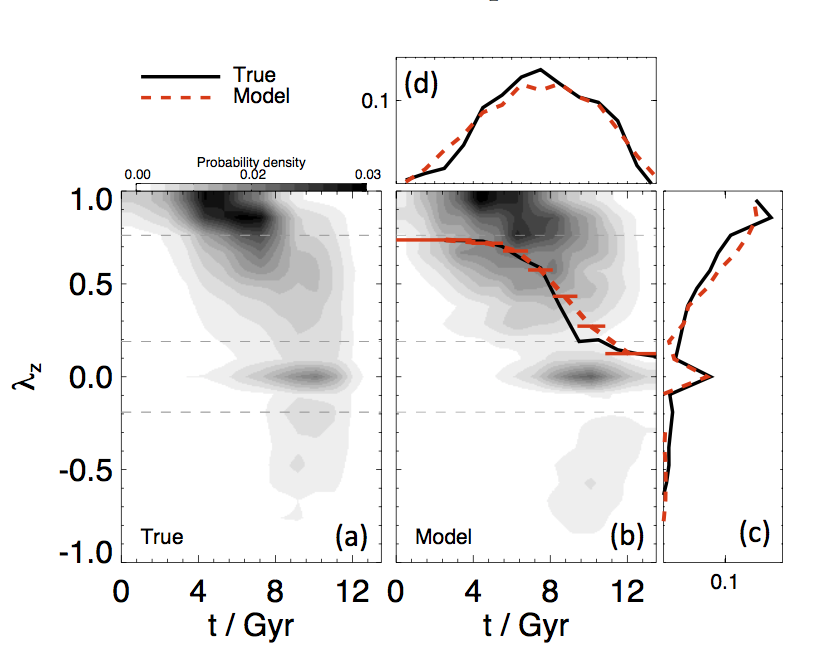 True
Model
(d)
0.1
Probability density
0.00 0.02 0.03
1.0
0.5
0.0
-0.5
-1.0
λz
True (a)
Model (b)
(c)
0 4 8 12
0 4 8 12
0.1
t / Gyr
t / Gyr